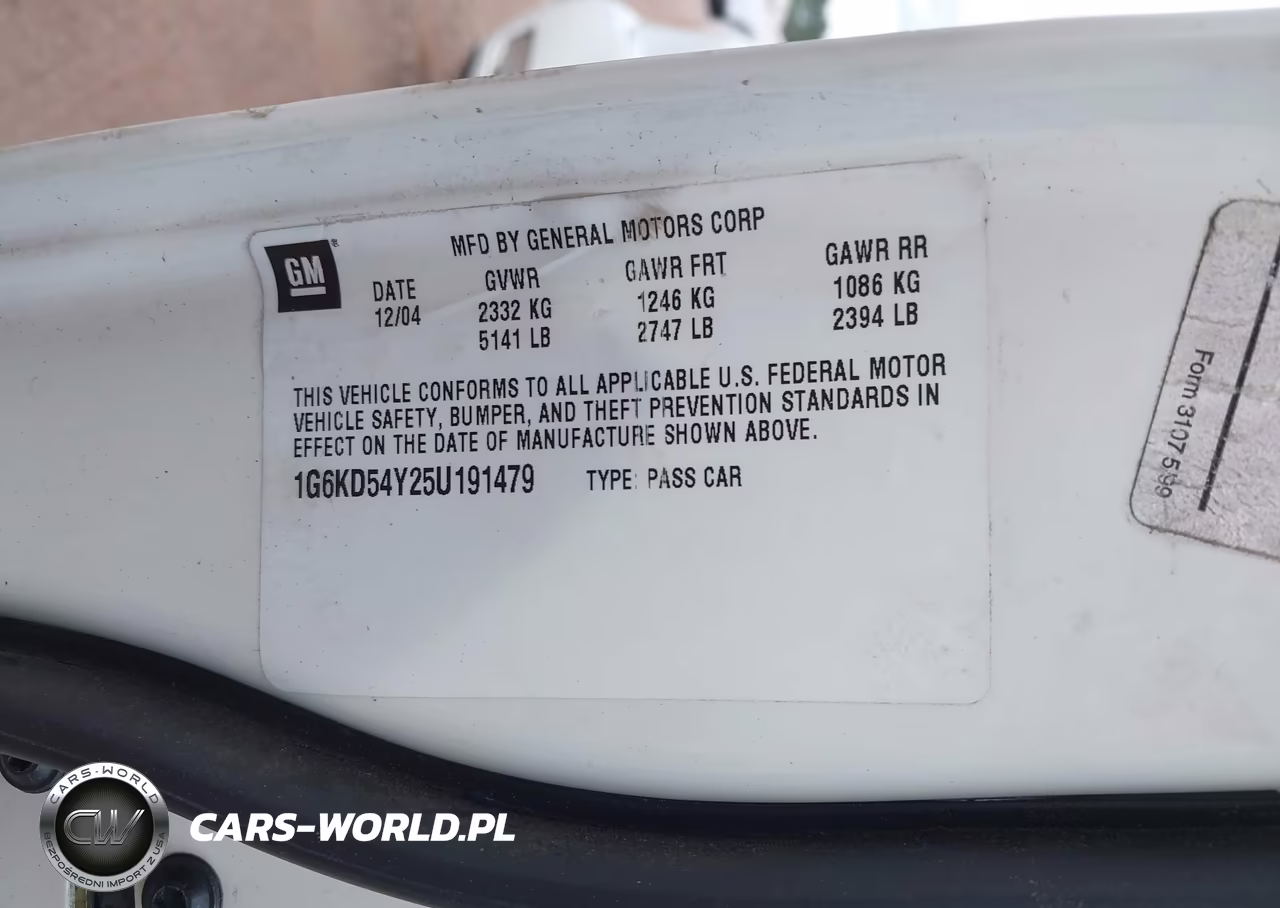 MFD BY GENERAL MOTORS CORP
GM®
DATE GVWR GAWR FRT GAWR RR
12/04 2332 KG 1246 KG 1086 KG
5141 LB 2747 LB 2394 LB
THIS VEHICLE CONFORMS TO ALL APPLICABLE U.S. FEDERAL MOTOR
VEHICLE SAFETY, BUMPER, AND THEFT PREVENTION STANDARDS IN
EFFECT ON THE DATE OF MANUFACTURE SHOWN ABOVE.
1G6KD54Y25U191479 TYPE: PASS CAR
Form 3107 5.99
CARS-WORLD
CW
BEZPOŚREDNI IMPORT Z USA
CARS-WORLD.PL